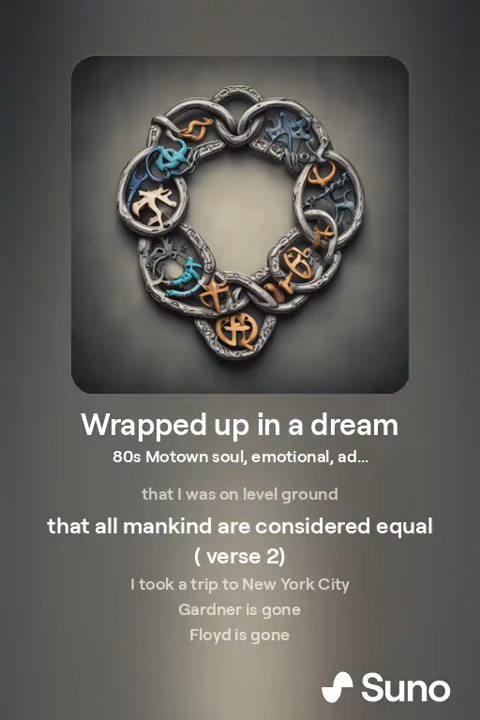 Wrapped up in a dream
80s Motown soul, emotional, ad...
that I was on level ground
that all mankind are considered equal
( verse 2)
I took a trip to New York City
Gardner is gone
Floyd is gone
Suno